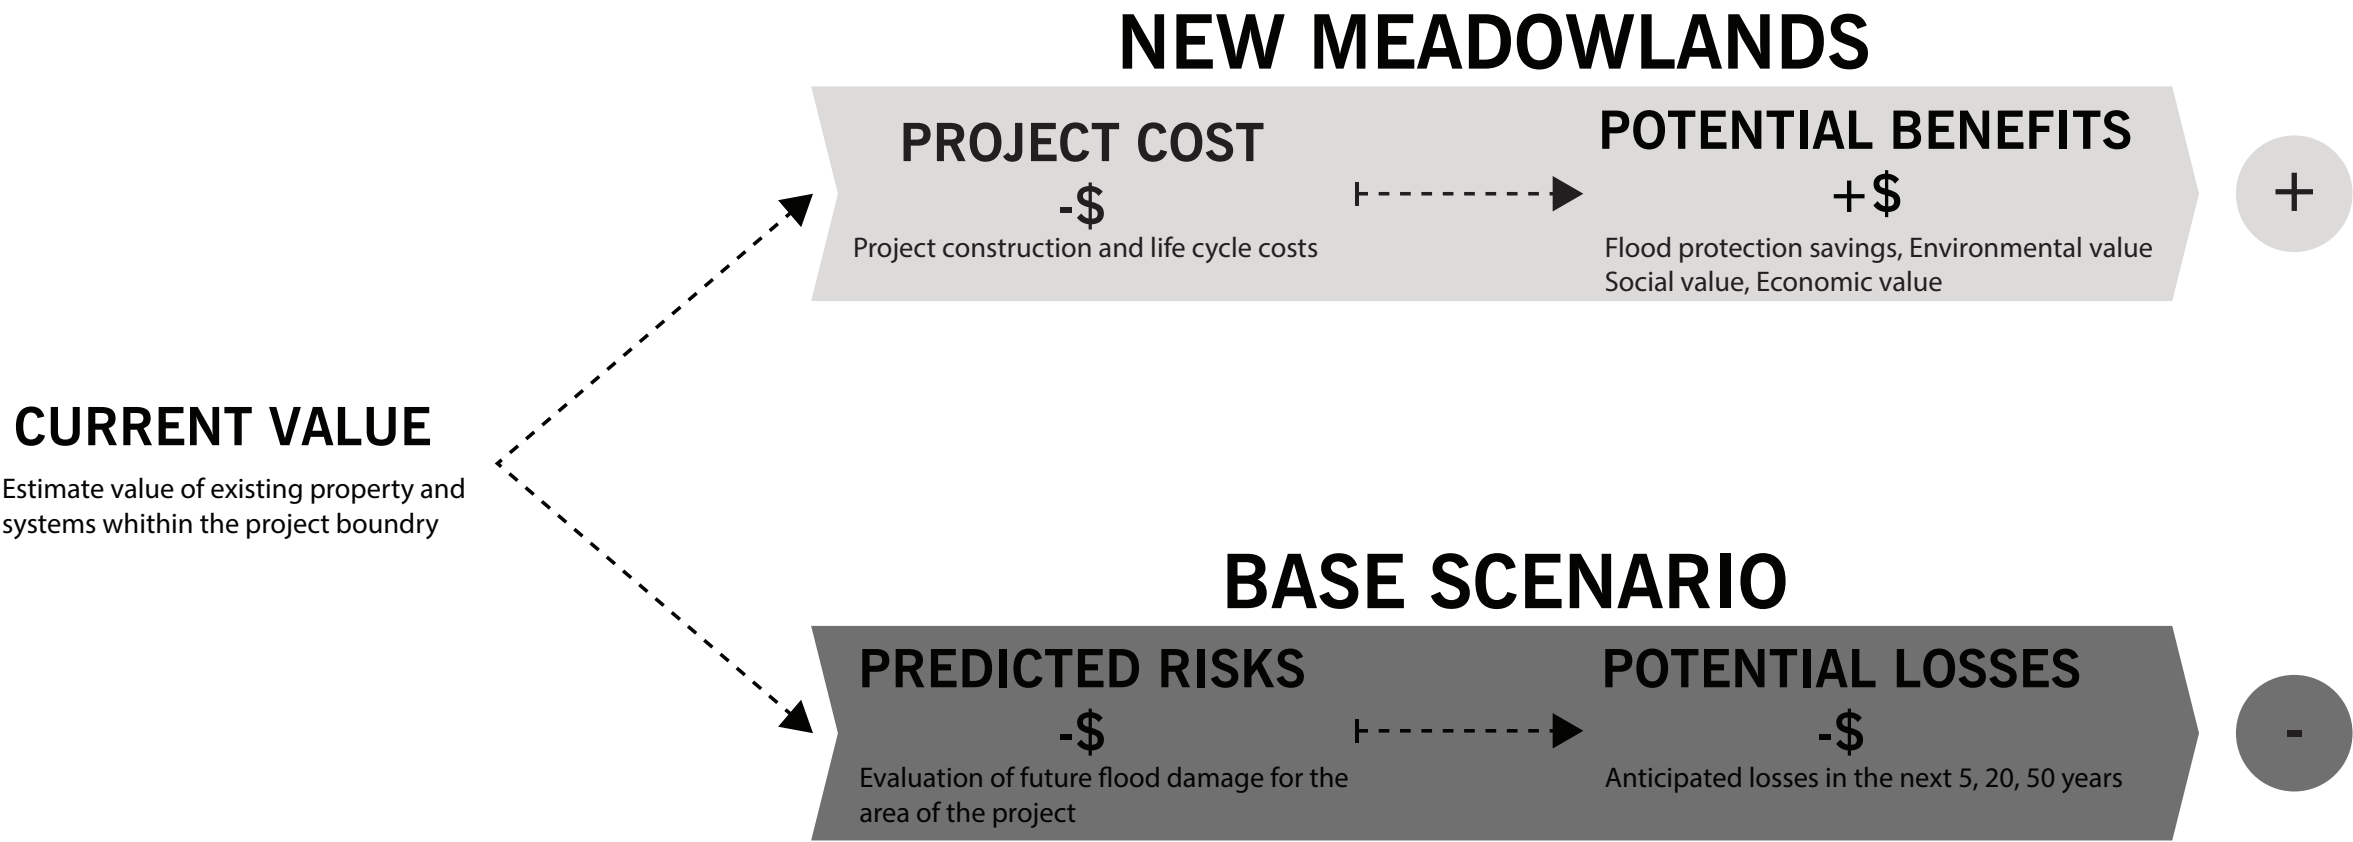 NEW MEADOWLANDS
PROJECT COST
-$
Project construction and life cycle costs
POTENTIAL BENEFITS
+$
Flood protection savings, Environmental value
Social value, Economic value
+
CURRENT VALUE
Estimate value of existing property and
systems whithin the project boundry
BASE SCENARIO
PREDICTED RISKS
-$
Evaluation of future flood damage for the
area of the project
POTENTIAL LOSSES
-$
Anticipated losses in the next 5, 20, 50 years
-